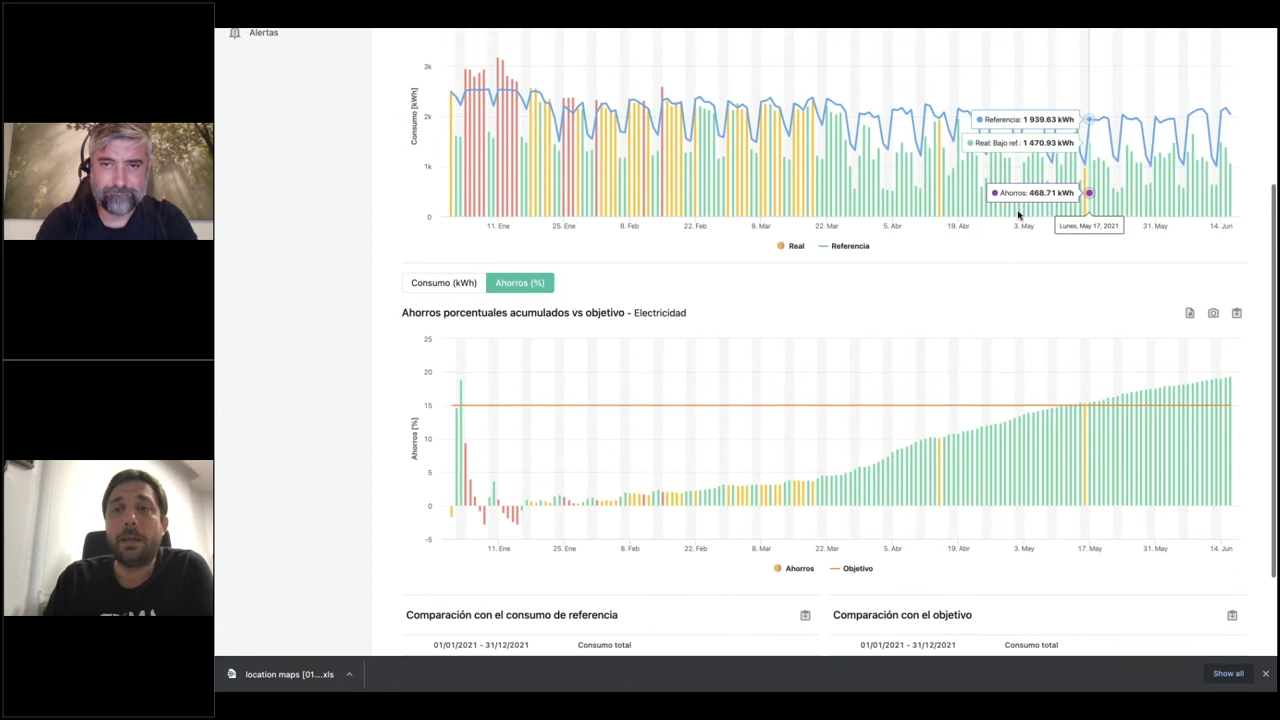 Alertas
3k
2k
1k
0
Consumo [kWh]
Referencia: 1 939.63 kWh
Real: Bajo ref.: 1 470.93 kWh
Ahorros: 468.71 kWh
11. Ene 25. Ene 8. Feb 22. Feb 8. Mar 22. Mar 5. Abr 19. Abr 3. May Lunes, May 17, 2021 31. May 14. Jun
Real Referencia
Consumo (kWh) Ahorros (%)
Ahorros porcentuales acumulados vs objetivo - Electricidad
25
20
15
10
5
0
-5
Ahorros [%]
11. Ene 25. Ene 8. Feb 22. Feb 8. Mar 22. Mar 5. Abr 19. Abr 3. May 17. May 31. May 14. Jun
Ahorros Objetivo
Comparación con el consumo de referencia
01/01/2021 - 31/12/2021 Consumo total
Comparación con el objetivo
01/01/2021 - 31/12/2021 Consumo total
location maps [01....xls
Show all